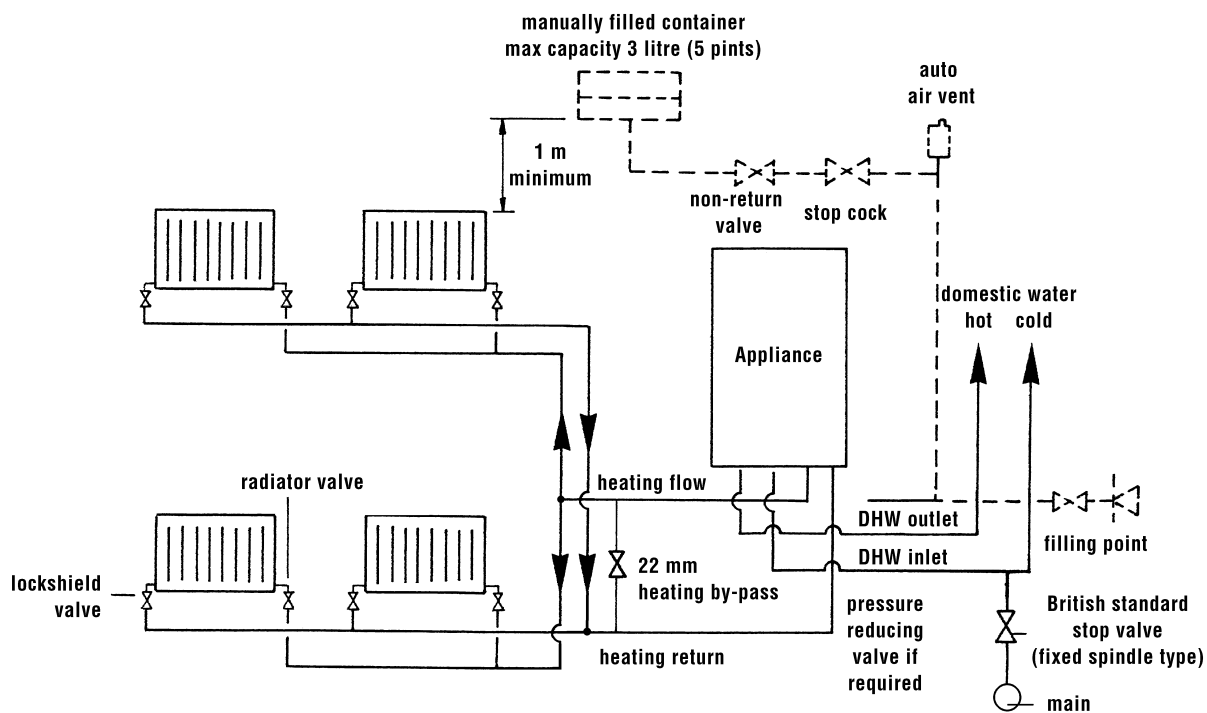 manually filled container
max capacity 3 litre (5 pints)
auto
air vent
1 m
minimum
non-return
valve
stop cock
domestic water
hot cold
Appliance
radiator valve
heating flow
DHW outlet
filling point
DHW inlet
lockshield
valve
22 mm
heating by-pass
pressure
reducing
valve if
required
British standard
stop valve
(fixed spindle type)
heating return
main